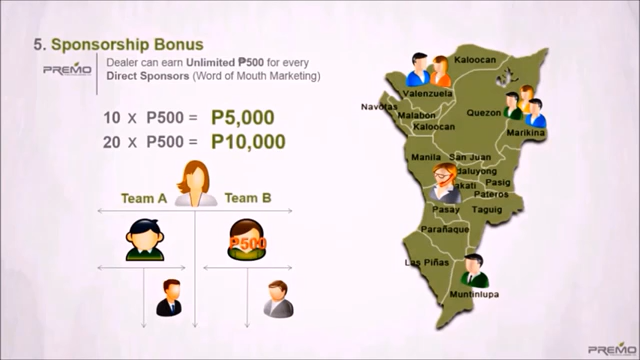 5. Sponsorship Bonus
PREMO
Dealer can earn Unlimited ₱500 for every
Direct Sponsors (Word of Mouth Marketing)
10 x P500 = P5,000
20 x P500 = P10,000
Team A
Team B
P500
Kaloocan
Valenzuela
Navotas
Malabon
Quezon
Kaloocan
Marikina
Manila
San Juan
daluyong
akati
Pasig
Pateros
Pasay
Taguig
Parañaque
Las Piñas
Muntinlupa
PREMO